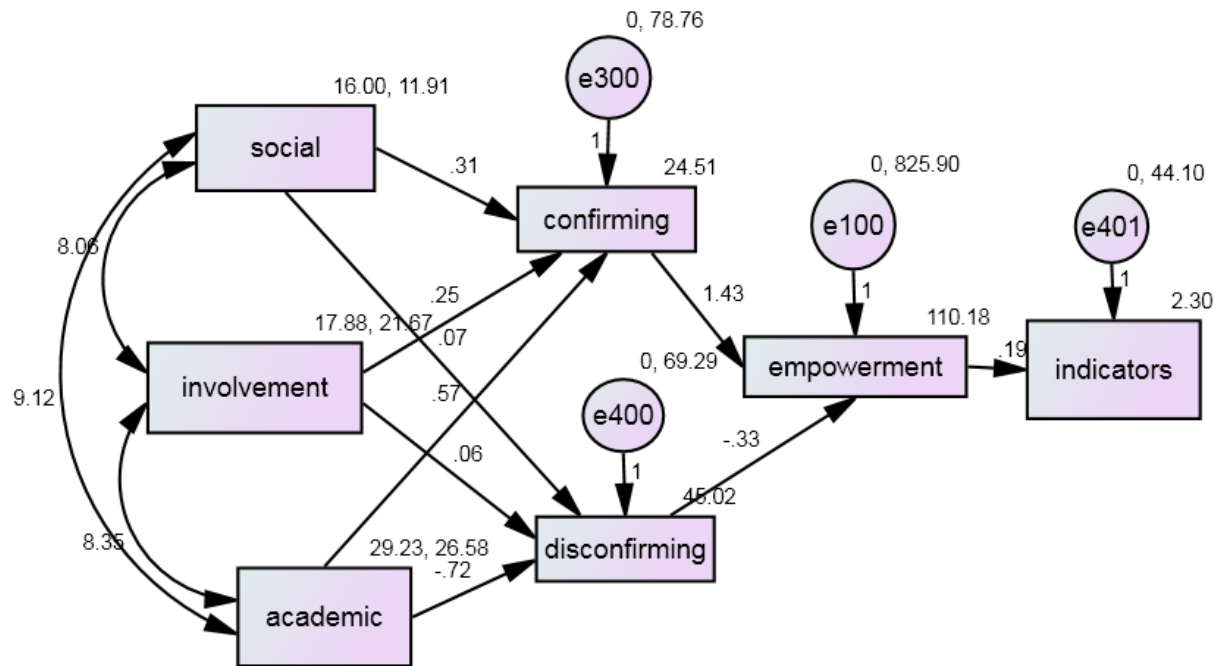 0, 78.76
e300
16.00, 11.91
social
1
.31
24.51
confirming
0, 825.90
e100
0, 44.10
e401
1
1
8.06
.25
1.43
2.30
17.88, 21.67
.07
110.18
involvement
0, 69.29
empowerment
.19
indicators
9.12
.57
e400
-.33
.06
1
45.02
8.35
29.23, 26.58
-.72
disconfirming
academic